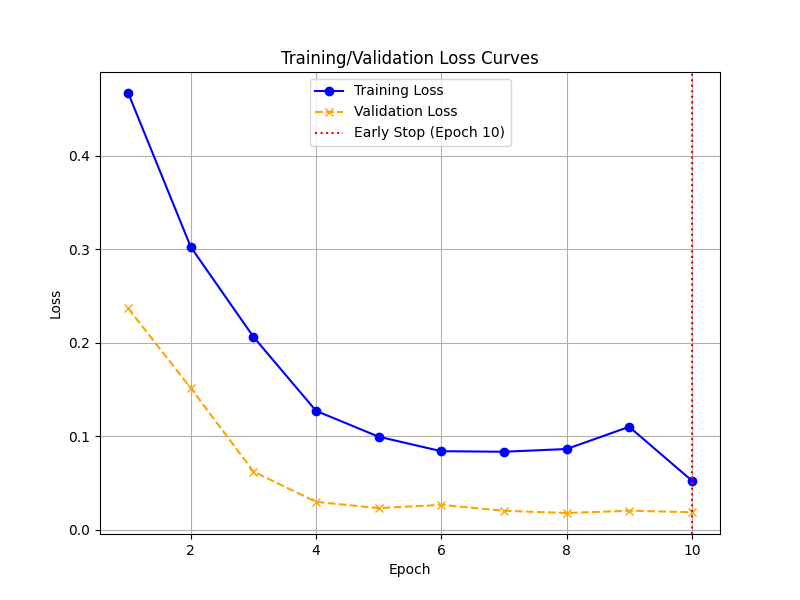 Training/Validation Loss Curves
Training Loss
Validation Loss
Early Stop (Epoch 10)
Loss
0.4
0.3
0.2
0.1
0.0
2 4 6 8 10
Epoch